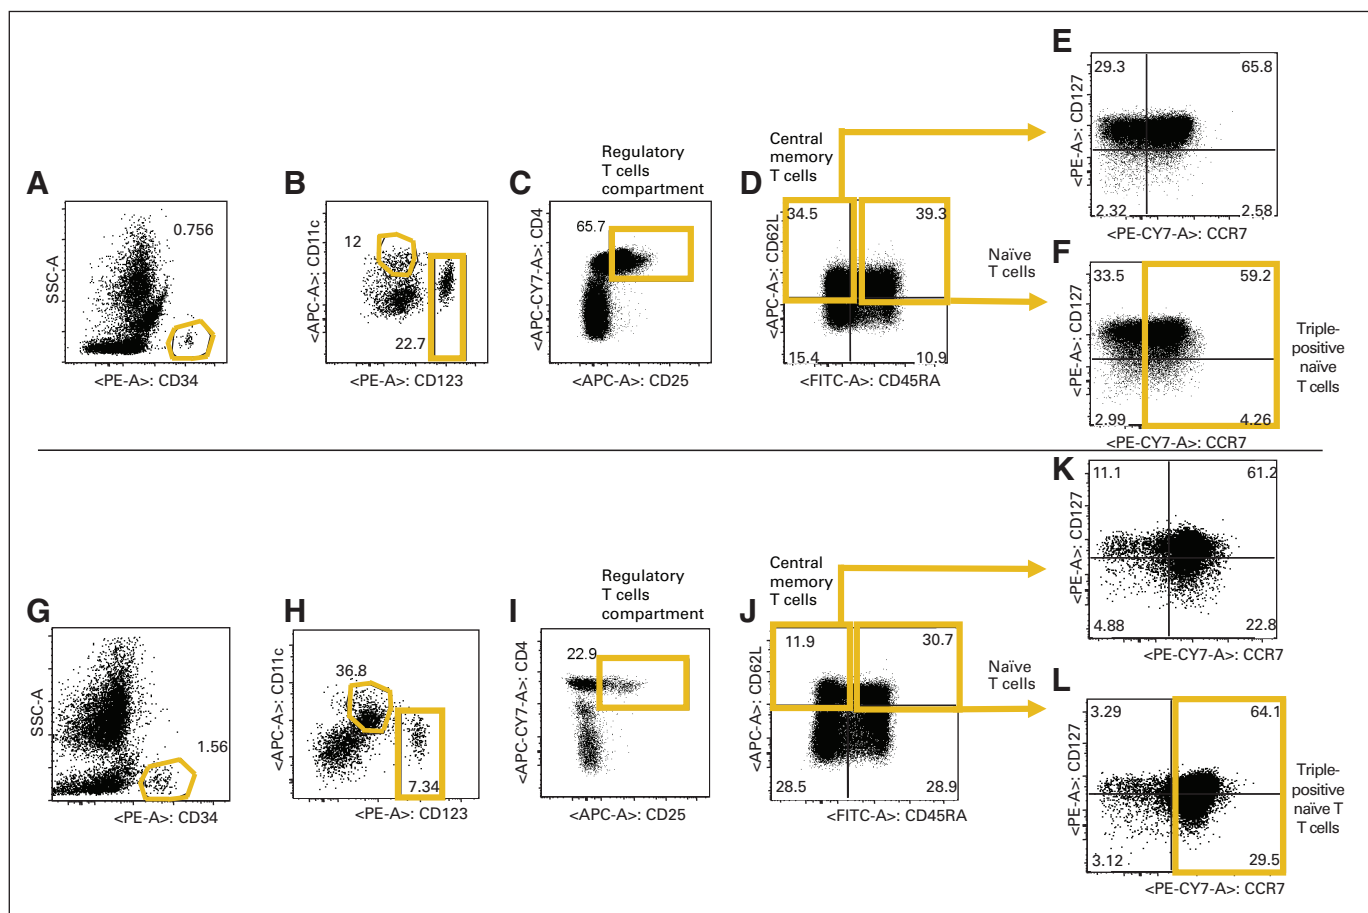 A
0.756
SSC-A
<PE-A>: CD34
B
12
22.7
<APC-A>: CD11c
<PE-A>: CD123
Regulatory
T cells
compartment
C
65.7
<APC-CY7-A>: CD4
<APC-A>: CD25
Central
memory
T cells
D
34.5
39.3
15.4
10.9
<APC-A>: CD62L
<FITC-A>: CD45RA
Naïve
T cells
E
29.3
65.8
2.32
2.58
<PE-A>: CD127
<PE-CY7-A>: CCR7
F
33.5
59.2
2.99
4.26
<PE-A>: CD127
<PE-CY7-A>: CCR7
Triple-
positive
naïve
T cells
G
1.56
SSC-A
<PE-A>: CD34
H
36.8
7.34
<APC-A>: CD11c
<PE-A>: CD123
Regulatory
T cells
compartment
I
22.9
<APC-CY7-A>: CD4
<APC-A>: CD25
Central
memory
T cells
J
11.9
30.7
28.5
28.9
<APC-A>: CD62L
<FITC-A>: CD45RA
Naïve
T cells
K
11.1
61.2
4.88
22.8
<PE-A>: CD127
<PE-CY7-A>: CCR7
L
3.29
64.1
3.12
29.5
<PE-A>: CD127
<PE-CY7-A>: CCR7
Triple-
positive
naïve T
T cells